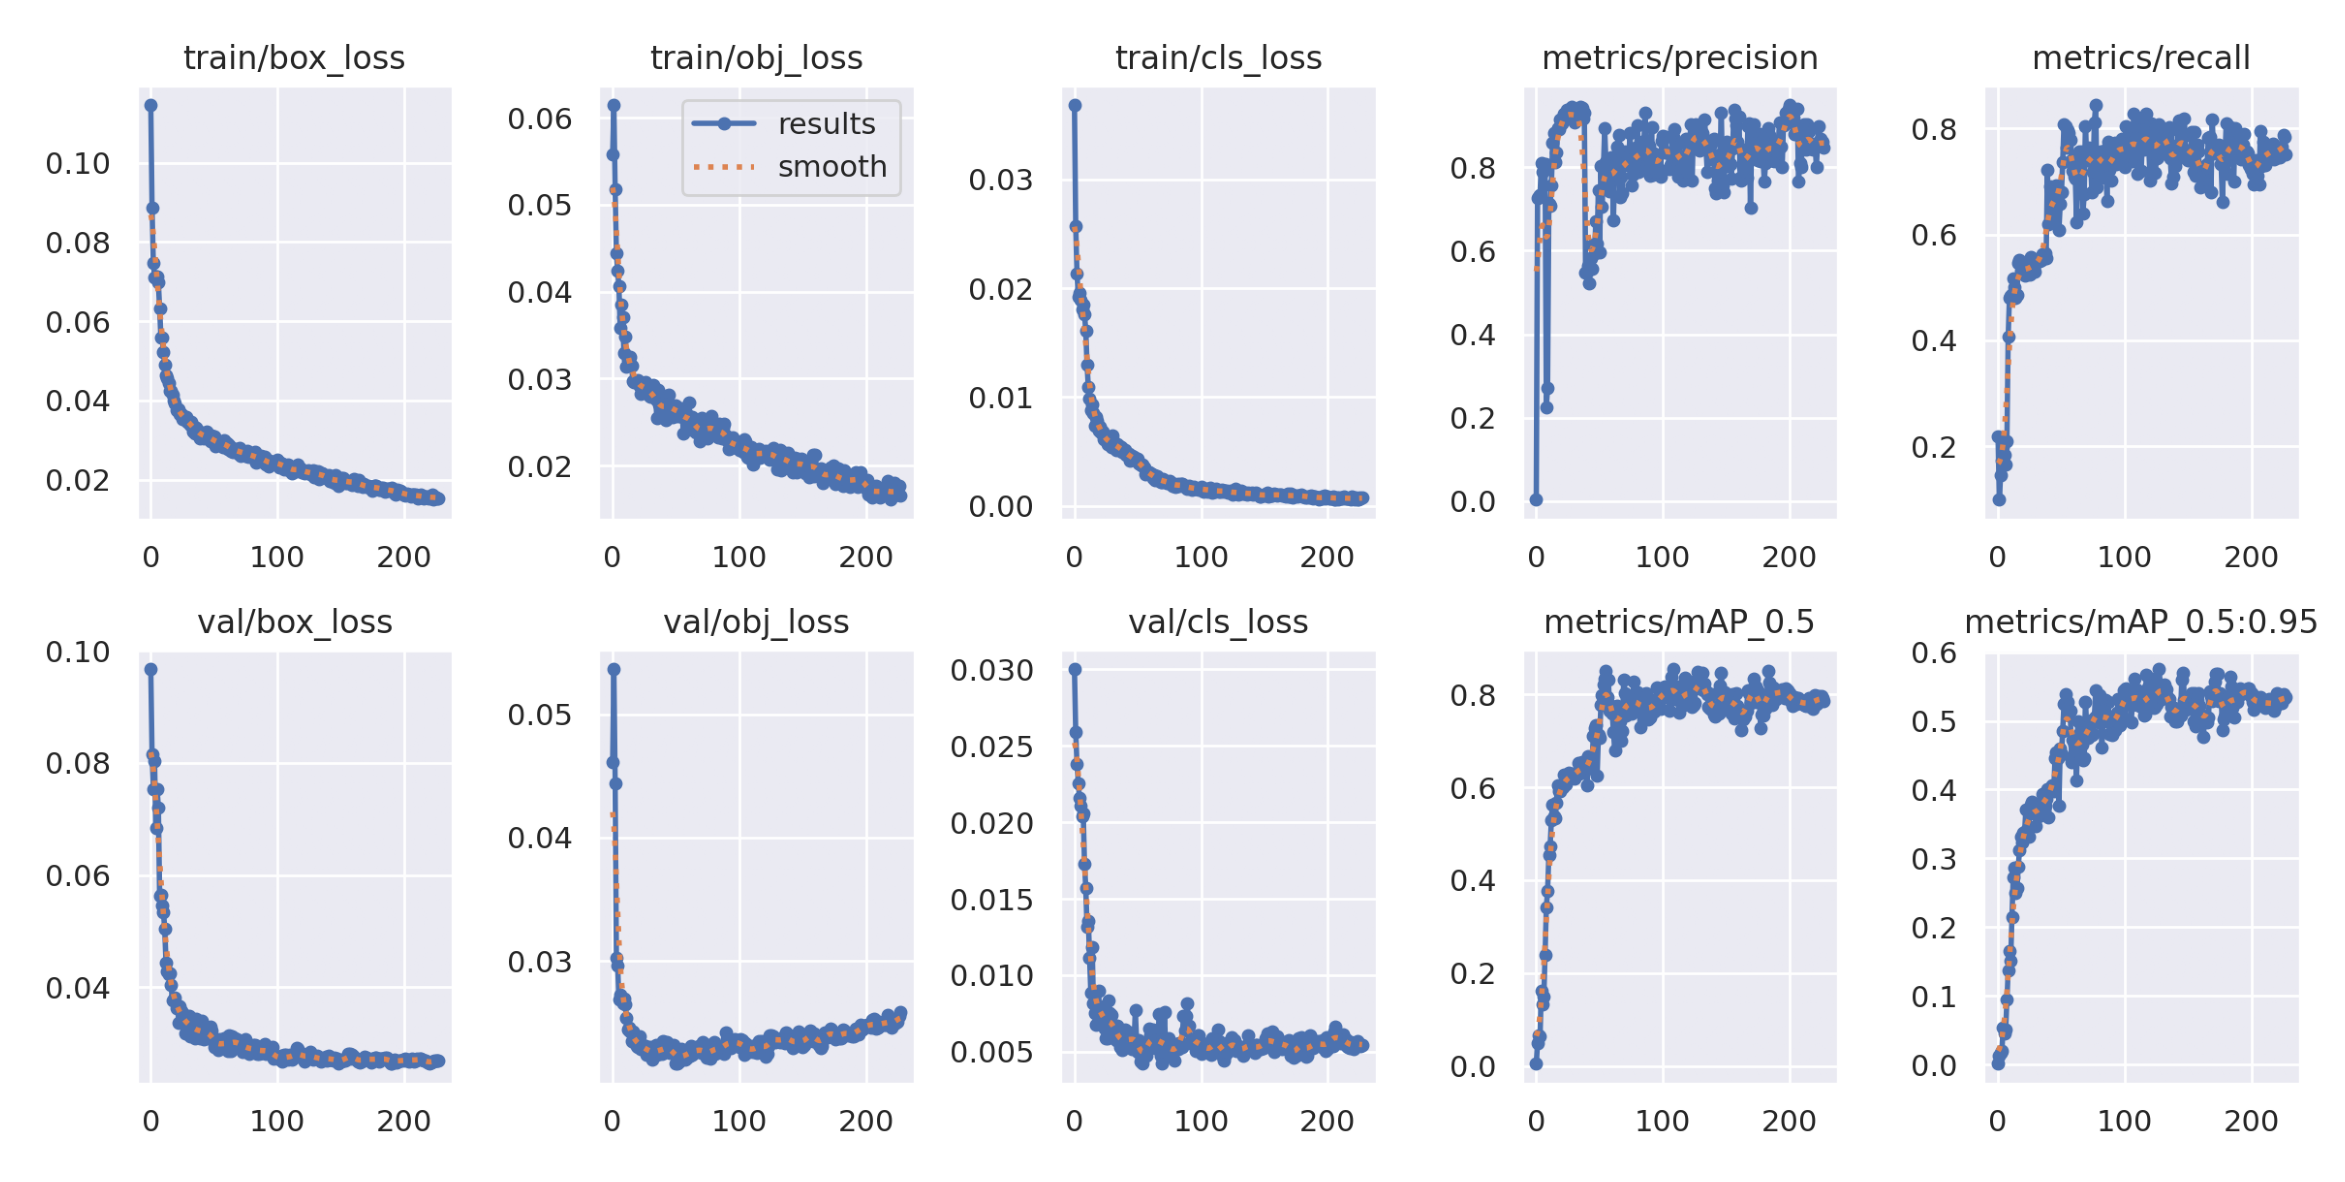 train/box_loss
train/obj_loss
train/cls_loss
metrics/precision
metrics/recall
0.10
0.08
0.06
0.04
0.02
0 100 200
results
smooth
0.06
0.05
0.04
0.03
0.02
0 100 200
0.03
0.02
0.01
0.00
0 100 200
0.8
0.6
0.4
0.2
0.0
0 100 200
0.8
0.6
0.4
0.2
0 100 200
val/box_loss
val/obj_loss
val/cls_loss
metrics/mAP_0.5
metrics/mAP_0.5:0.95
0.10
0.08
0.06
0.04
0 100 200
0.05
0.04
0.03
0 100 200
0.030
0.025
0.020
0.015
0.010
0.005
0 100 200
0.8
0.6
0.4
0.2
0.0
0 100 200
0.6
0.5
0.4
0.3
0.2
0.1
0.0
0 100 200